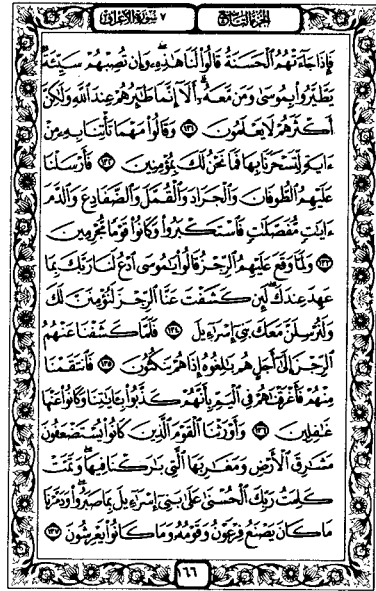 ٧ سورة الأعراف
الجزء التاسع
فَإِذَا جَآءَتْهُمُ ٱلْحَسَنَةُ قَالُوا۟ لَنَا هَٰذِهِۦ وَإِن تُصِبْهُمْ سَيِّئَةٌ
يَطَّيَّرُوا۟ بِمُوسَىٰ وَمَن مَّعَهُۥٓ أَلَآ إِنَّمَا طَٰٓئِرُهُمْ عِندَ ٱللَّهِ وَلَٰكِنَّ
أَكْثَرَهُمْ لَا يَعْلَمُونَ ١٣١ وَقَالُوا۟ مَهْمَا تَأْتِنَا بِهِۦ مِنْ
ءَايَةٍ لِّتَسْحَرَنَا بِهَا فَمَا نَحْنُ لَكَ بِمُؤْمِنِينَ ١٣٢ فَأَرْسَلْنَا
عَلَيْهِمُ ٱلطُّوفَانَ وَٱلْجَرَادَ وَٱلْقُمَّلَ وَٱلضَّفَادِعَ وَٱلدَّمَ
ءَايَٰتٍ مُّفَصَّلَٰتٍ فَٱسْتَكْبَرُوا۟ وَكَانُوا۟ قَوْمًا مُّجْرِمِينَ
١٣٣ وَلَمَّا وَقَعَ عَلَيْهِمُ ٱلرِّجْزُ قَالُوا۟ يَٰمُوسَى ٱدْعُ لَنَا رَبَّكَ بِمَا
عَهِدَ عِندَكَ لَئِن كَشَفْتَ عَنَّا ٱلرِّجْزَ لَنُؤْمِنَنَّ لَكَ
وَلَنُرْسِلَنَّ مَعَكَ بَنِىٓ إِسْرَٰٓءِيلَ ١٣٤ فَلَمَّا كَشَفْنَا عَنْهُمُ
ٱلرِّجْزَ إِلَىٰٓ أَجَلٍ هُم بَٰلِغُوهُ إِذَا هُمْ يَنكُثُونَ ١٣٥ فَٱنتَقَمْنَا
مِنْهُمْ فَأَغْرَقْنَٰهُمْ فِى ٱلْيَمِّ بِأَنَّهُمْ كَذَّبُوا۟ بِـَٔايَٰتِنَا وَكَانُوا۟ عَنْهَا
غَٰفِلِينَ ١٣٦ وَأَوْرَثْنَا ٱلْقَوْمَ ٱلَّذِينَ كَانُوا۟ يُسْتَضْعَفُونَ
مَشَٰرِقَ ٱلْأَرْضِ وَمَغَٰرِبَهَا ٱلَّتِى بَٰرَكْنَا فِيهَا وَتَمَّتْ
كَلِمَتُ رَبِّكَ ٱلْحُسْنَىٰ عَلَىٰ بَنِىٓ إِسْرَٰٓءِيلَ بِمَا صَبَرُوا۟ وَدَمَّرْنَا
مَا كَانَ يَصْنَعُ فِرْعَوْنُ وَقَوْمُهُۥ وَمَا كَانُوا۟ يَعْرِشُونَ ١٣٧
١٦٦